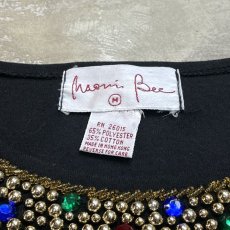 Naomi Bee
M
RN 26015
65% POLYESTER
35% COTTON
MADE IN HONG KONG
REVERSE FOR CARE